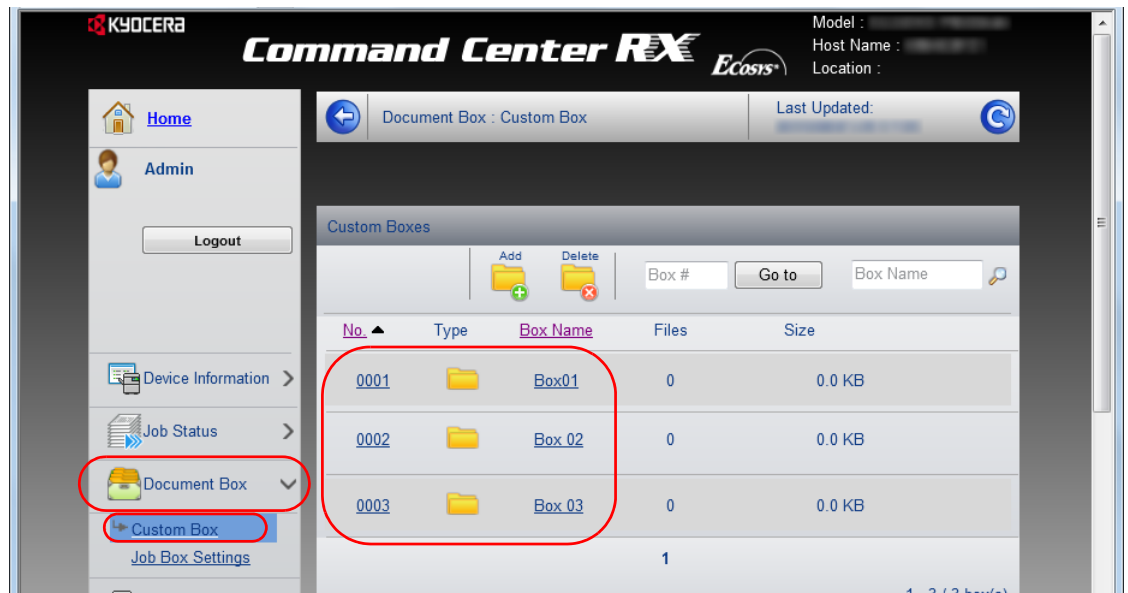 KYOCERA
Command Center RX
Ecosys
Model :
Host Name :
Location :
Home
Admin
Logout
Device Information
Job Status
Document Box
Custom Box
Job Box Settings
Document Box : Custom Box
Last Updated:
Custom Boxes
Add Delete
Box # Go to Box Name
No. Type Box Name Files Size
0001 Box01 0 0.0 KB
0002 Box 02 0 0.0 KB
0003 Box 03 0 0.0 KB
1